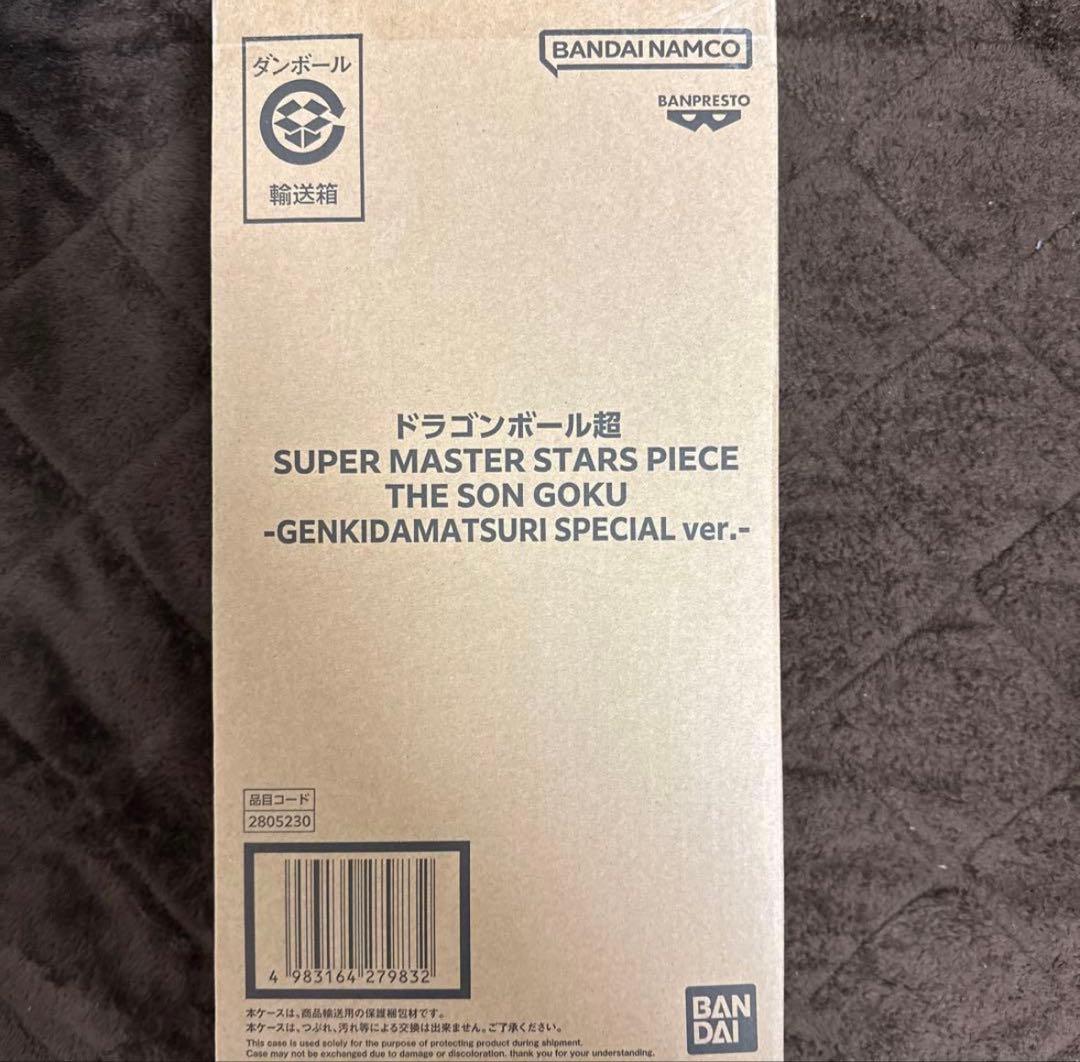 ダンボール
輸送箱
BANDAI NAMCO
BANPRESTO
ドラゴンボール超
SUPER MASTER STARS PIECE
THE SON GOKU
-GENKIDAMATSURI SPECIAL ver.-
品目コード
2805230
4 983164 279832
本ケースは、商品輸送用の保護梱包材です。
本ケースは、つぶれ、汚れ等による交換は出来ません。ご了承ください。
This case is used solely for the purpose of protecting product during shipment.
Case may not be exchanged due to damage or discoloration. thank you for your understanding.
BAN
DAI